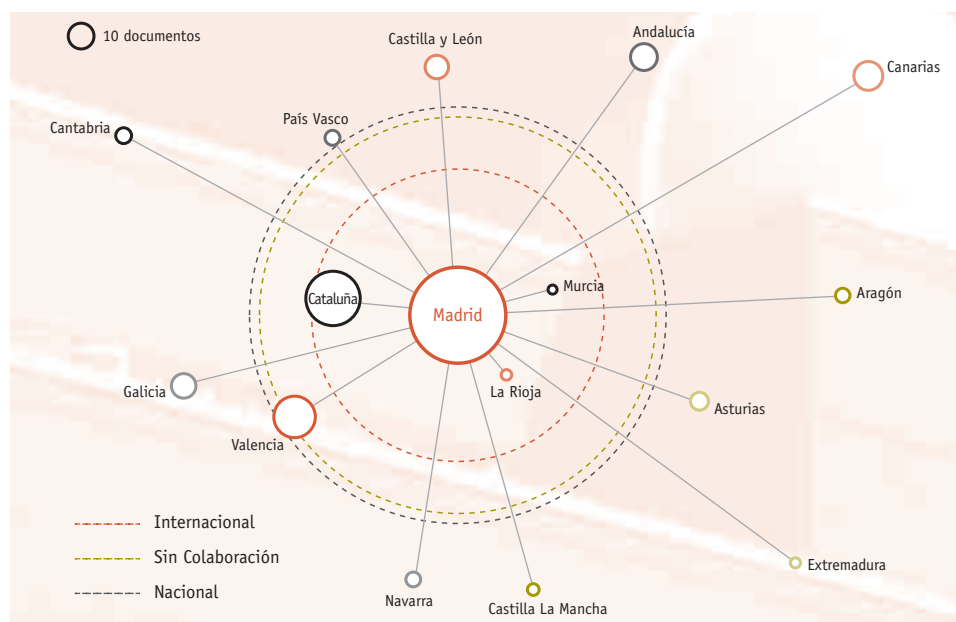 10 documentos
Castilla y León
Andalucía
Canarias
Cantabria
País Vasco
Cataluña
Madrid
Murcia
Aragón
Galicia
La Rioja
Asturias
Valencia
Internacional
Sin Colaboración
Nacional
Navarra
Castilla La Mancha
Extremadura